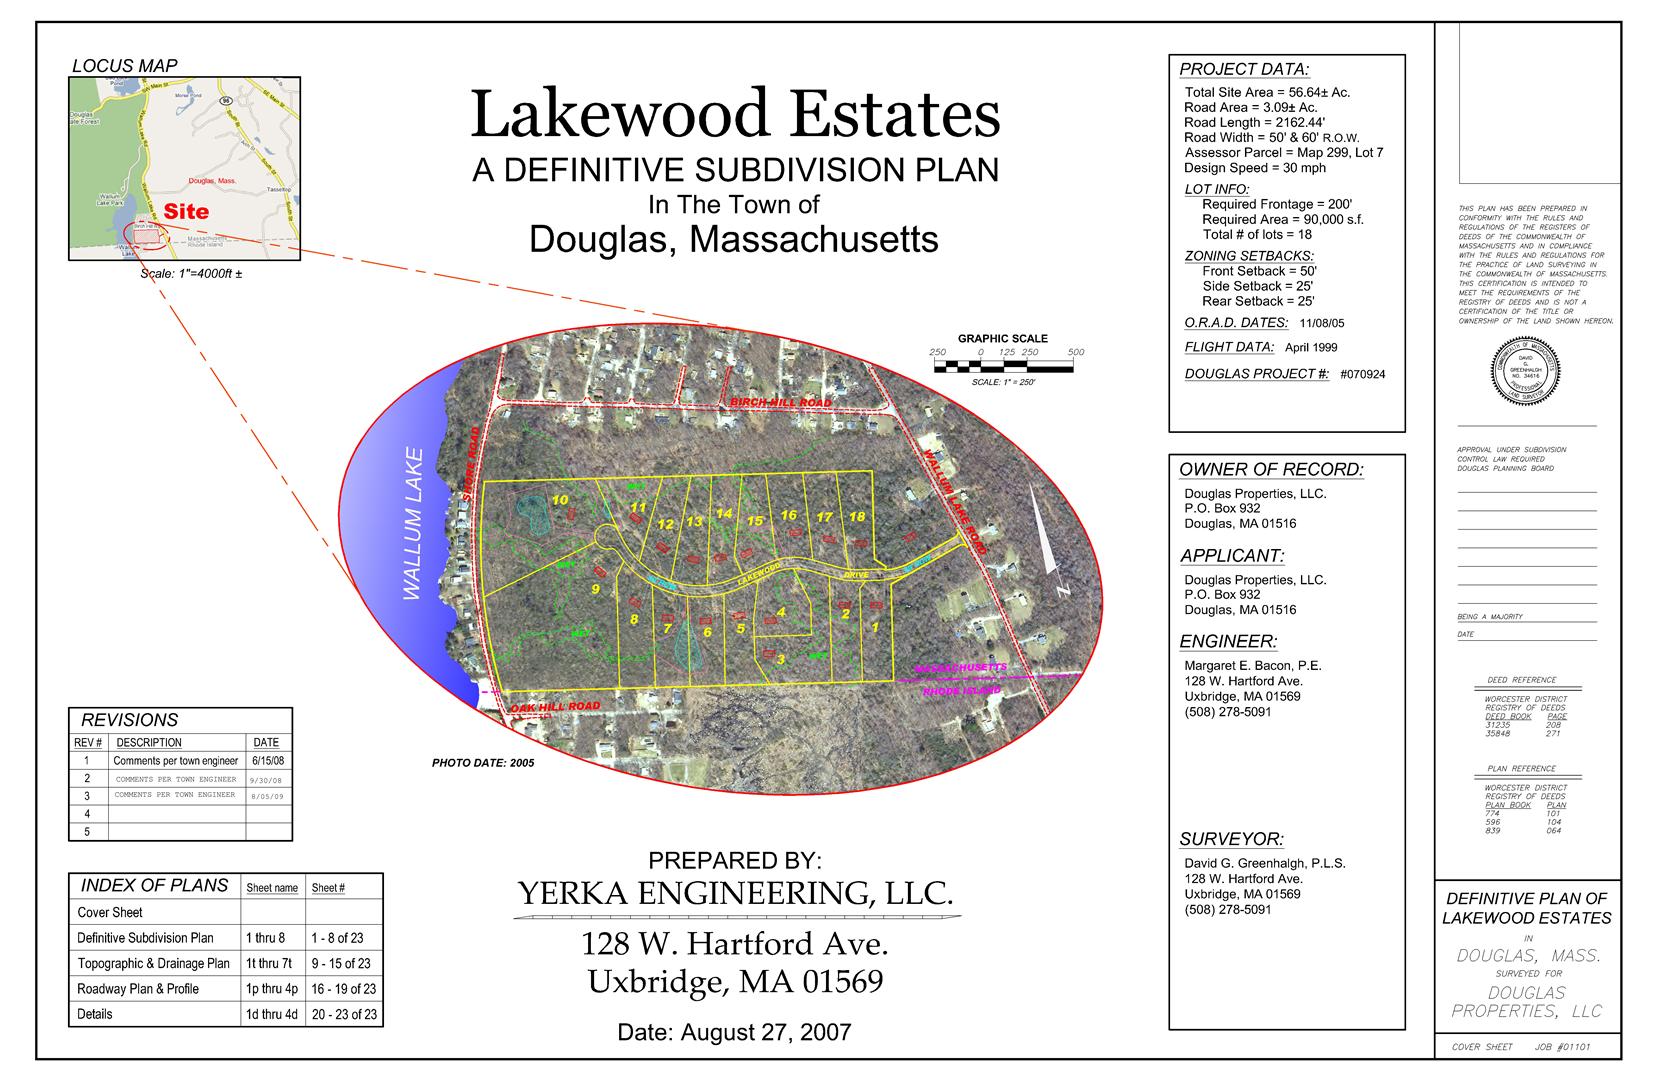 LOCUS MAP
Pond
SW Main St
Morse Pond
96
SE Main St
Douglas
ate Forest
Wallum Lake Rd
South St
Douglas, Mass.
Tasseltop
Wallum
Lake Park
Site
Birch Hill Rd
Massachusetts
Rhode Island
Wallum
Lake
Scale: 1"=4000ft ±
Lakewood Estates
A DEFINITIVE SUBDIVISION PLAN
In The Town of
Douglas, Massachusetts
GRAPHIC SCALE
250 0 125 250 500
SCALE: 1" = 250'
BIRCH HILL ROAD
SHORE ROAD
WALLUM LAKE ROAD
WALLUM LAKE
10
11
12
13
14
15
16
17
18
LAKEWOOD DRIVE
9
8
7
6
5
4
3
2
1
WET
WET
WET
WET
MASSACHUSETTS
RHODE ISLAND
OAK HILL ROAD
Z
PHOTO DATE: 2005
REVISIONS
REV # DESCRIPTION DATE
1 Comments per town engineer 6/15/08
2 COMMENTS PER TOWN ENGINEER 9/30/08
3 COMMENTS PER TOWN ENGINEER 8/05/09
4
5
INDEX OF PLANS Sheet name Sheet #
Cover Sheet
Definitive Subdivision Plan 1 thru 8 1 - 8 of 23
Topographic & Drainage Plan 1t thru 7t 9 - 15 of 23
Roadway Plan & Profile 1p thru 4p 16 - 19 of 23
Details 1d thru 4d 20 - 23 of 23
PREPARED BY:
YERKA ENGINEERING, LLC.
128 W. Hartford Ave.
Uxbridge, MA 01569
Date: August 27, 2007
PROJECT DATA:
Total Site Area = 56.64± Ac.
Road Area = 3.09± Ac.
Road Length = 2162.44'
Road Width = 50' & 60' R.O.W.
Assessor Parcel = Map 299, Lot 7
Design Speed = 30 mph
LOT INFO:
Required Frontage = 200'
Required Area = 90,000 s.f.
Total # of lots = 18
ZONING SETBACKS:
Front Setback = 50'
Side Setback = 25'
Rear Setback = 25'
O.R.A.D. DATES: 11/08/05
FLIGHT DATA: April 1999
DOUGLAS PROJECT #: #070924
OWNER OF RECORD:
Douglas Properties, LLC.
P.O. Box 932
Douglas, MA 01516
APPLICANT:
Douglas Properties, LLC.
P.O. Box 932
Douglas, MA 01516
ENGINEER:
Margaret E. Bacon, P.E.
128 W. Hartford Ave.
Uxbridge, MA 01569
(508) 278-5091
SURVEYOR:
David G. Greenhalgh, P.L.S.
128 W. Hartford Ave.
Uxbridge, MA 01569
(508) 278-5091
THIS PLAN HAS BEEN PREPARED IN
CONFORMITY WITH THE RULES AND
REGULATIONS OF THE REGISTERS OF
DEEDS OF THE COMMONWEALTH OF
MASSACHUSETTS AND IN COMPLIANCE
WITH THE RULES AND REGULATIONS FOR
THE PRACTICE OF LAND SURVEYING IN
THE COMMONWEALTH OF MASSACHUSETTS.
THIS CERTIFICATION IS INTENDED TO
MEET THE REQUIREMENTS OF THE
REGISTRY OF DEEDS AND IS NOT A
CERTIFICATION OF THE TITLE OR
OWNERSHIP OF THE LAND SHOWN HEREON.
COMMONWEALTH OF MASSACHUSETTS
DAVID
G.
GREENHALGH
NO. 34616
PROFESSIONAL
LAND SURVEYOR
APPROVAL UNDER SUBDIVISION
CONTROL LAW REQUIRED
DOUGLAS PLANNING BOARD
BEING A MAJORITY
DATE
DEED REFERENCE
WORCESTER DISTRICT
REGISTRY OF DEEDS
DEED BOOK PAGE
31235 208
35848 271
PLAN REFERENCE
WORCESTER DISTRICT
REGISTRY OF DEEDS
PLAN BOOK PLAN
774 101
596 104
839 064
DEFINITIVE PLAN OF
LAKEWOOD ESTATES
IN
DOUGLAS, MASS.
SURVEYED FOR
DOUGLAS
PROPERTIES, LLC
COVER SHEET JOB #01101